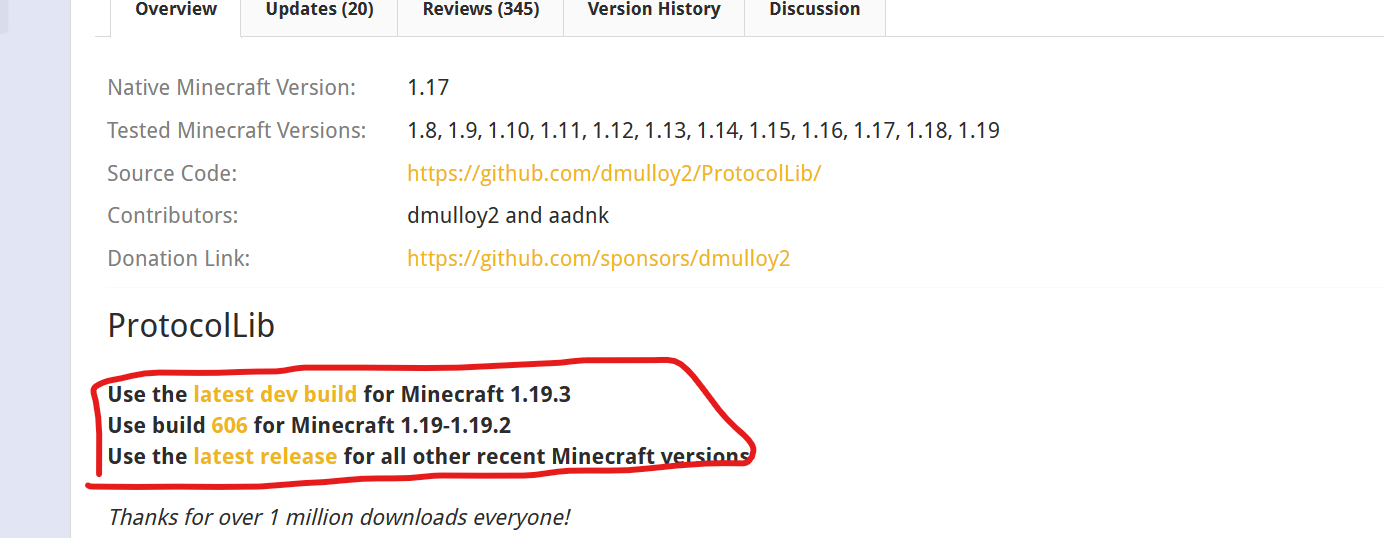 Overview Updates (20) Reviews (345) Version History Discussion
Native Minecraft Version: 1.17
Tested Minecraft Versions: 1.8, 1.9, 1.10, 1.11, 1.12, 1.13, 1.14, 1.15, 1.16, 1.17, 1.18, 1.19
Source Code: https://github.com/dmulloy2/ProtocolLib/
Contributors: dmulloy2 and aadnk
Donation Link: https://github.com/sponsors/dmulloy2
ProtocolLib
Use the latest dev build for Minecraft 1.19.3
Use build 606 for Minecraft 1.19-1.19.2
Use the latest release for all other recent Minecraft versions
Thanks for over 1 million downloads everyone!